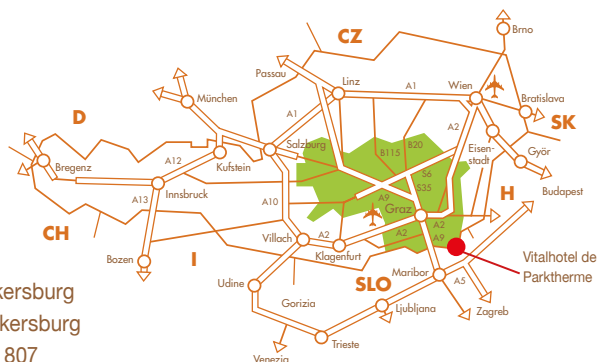 CZ
Brno
Passau
Linz
A1
Wien
D
München
A1
Bratislava
SK
A2
Salzburg
B115
B20
Eisen-
stadt
Györ
Bregenz
A12
Kufstein
S6
S35
Budapest
Innsbruck
A9
H
A13
A10
Graz
CH
Villach
A2
A2
A2
A9
Bozen
I
Klagenfurt
Vitalhotel de
Parktherme
Maribor
A5
SLO
Udine
kersburg
Gorizia
Ljubljana
Zagreb
kersburg
807
Trieste
Venezia